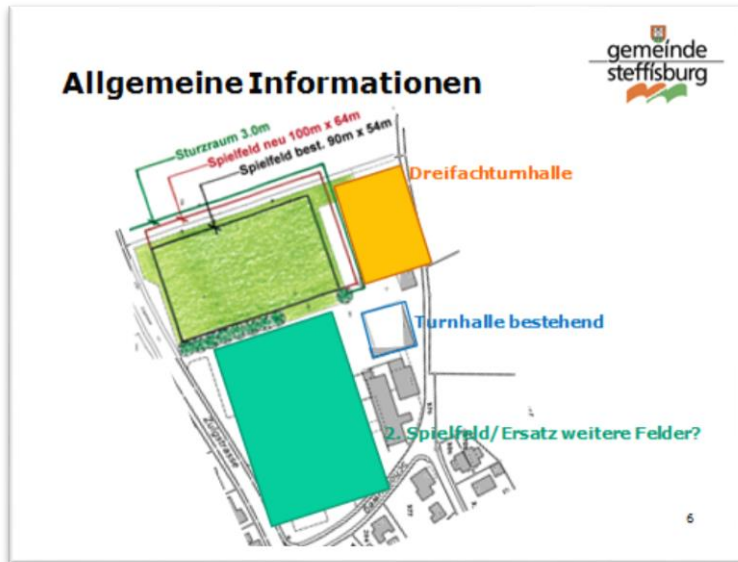 gemeinde
steffisburg
Allgemeine Informationen
Sturzraum 3.0m
Spielfeld neu 100m x 64m
Spielfeld best. 90m x 54m
Dreifachturnhalle
Turnhalle bestehend
2. Spielfeld/Ersatz weitere Felder?
Zulgstrasse
6